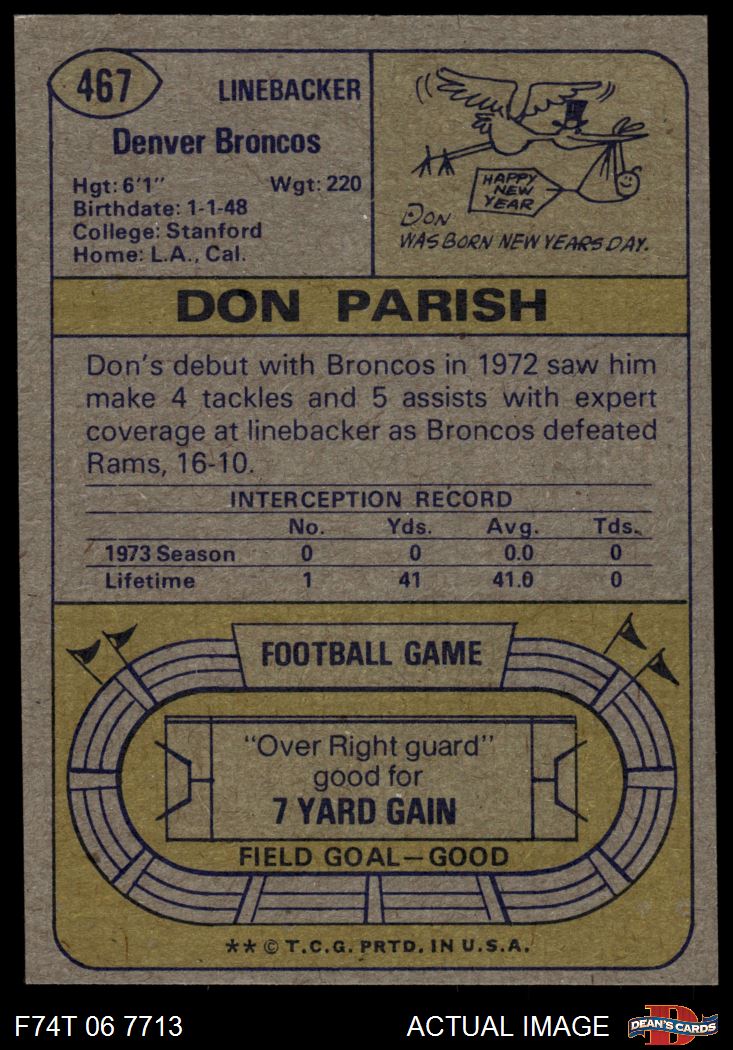 467
LINEBACKER
Denver Broncos
Hgt: 6'1" Wgt: 220
Birthdate: 1-1-48
College: Stanford
Home: L.A., Cal.
HAPPY
NEW
YEAR
DON
WAS BORN NEW YEARS DAY.
DON PARISH
Don's debut with Broncos in 1972 saw him
make 4 tackles and 5 assists with expert
coverage at linebacker as Broncos defeated
Rams, 16-10.
INTERCEPTION RECORD
No. Yds. Avg. Tds.
1973 Season 0 0 0.0 0
Lifetime 1 41 41.0 0
FOOTBALL GAME
"Over Right guard"
good for
7 YARD GAIN
FIELD GOAL—GOOD
** © T.C.G. PRTD. IN U.S.A.
F74T 06 7713
ACTUAL IMAGE
D
DEAN'S CARDS